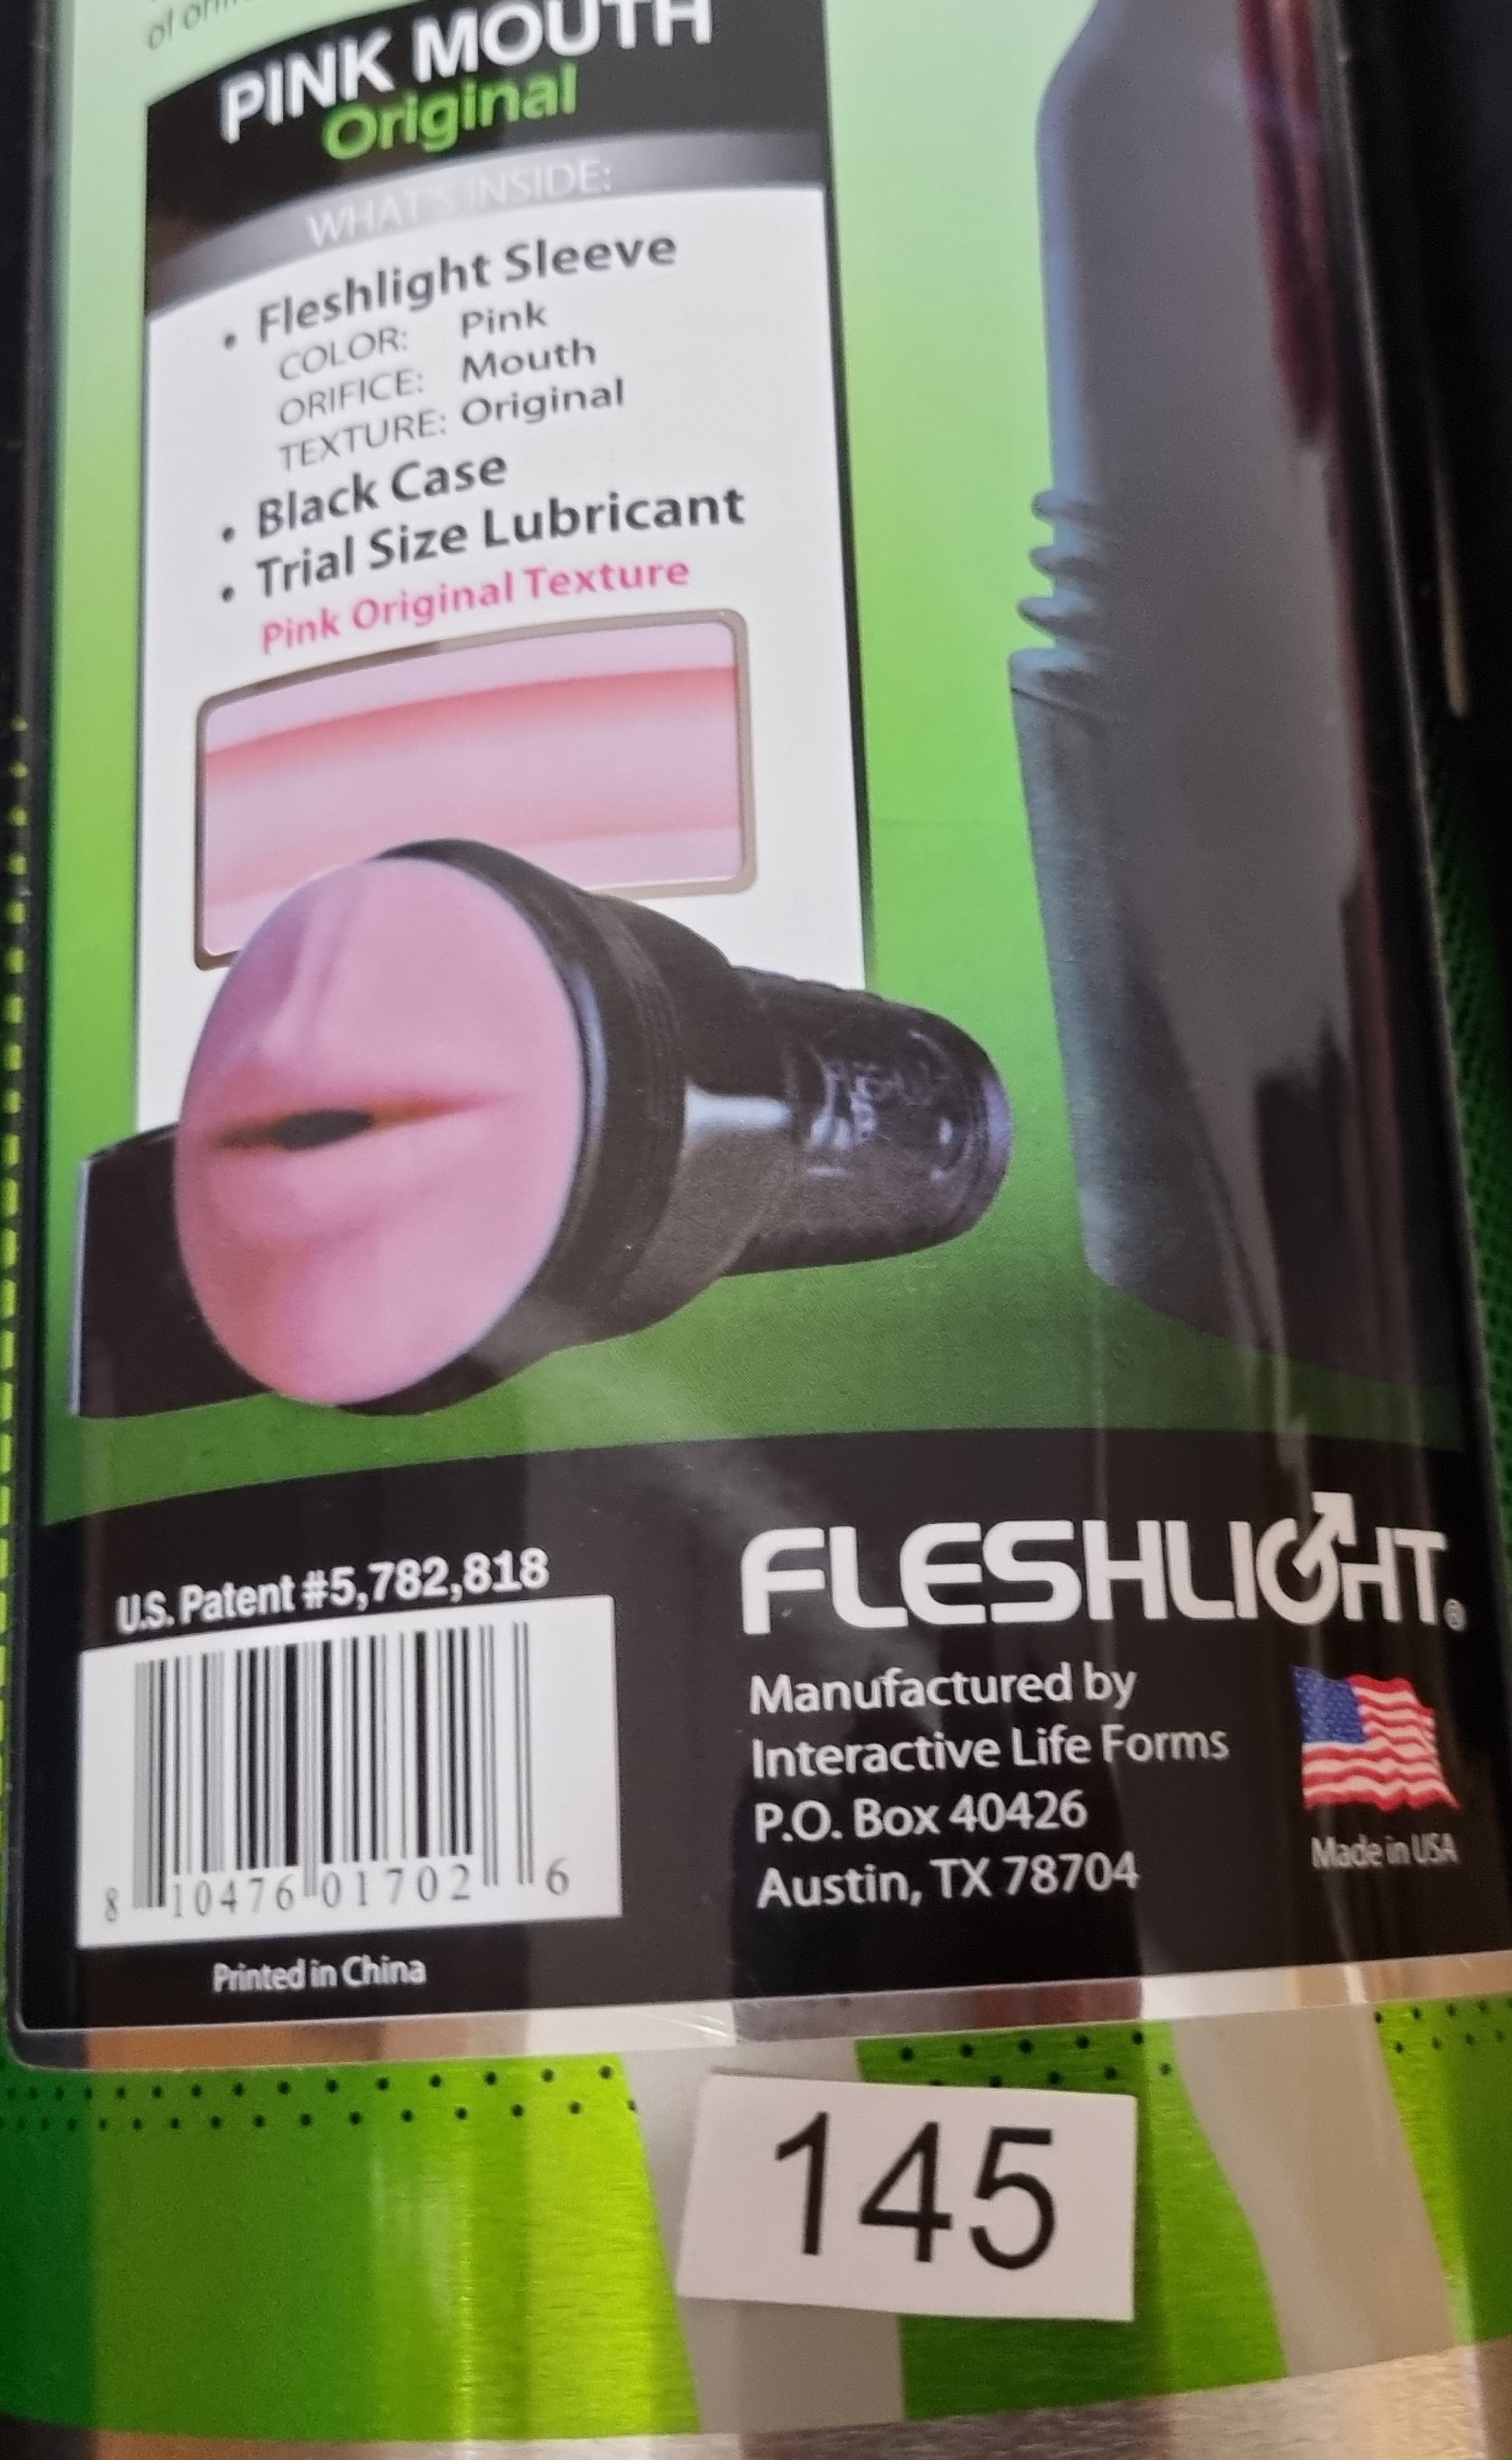 PINK MOUTH
Original
WHAT'S INSIDE:
• Fleshlight Sleeve
COLOR: Pink
ORIFICE: Mouth
TEXTURE: Original
• Black Case
• Trial Size Lubricant
Pink Original Texture
U.S. Patent #5,782,818
8 10476 01702 6
Printed in China
FLESHLIGHT®
Manufactured by
Interactive Life Forms
P.O. Box 40426
Austin, TX 78704
Made in USA
145